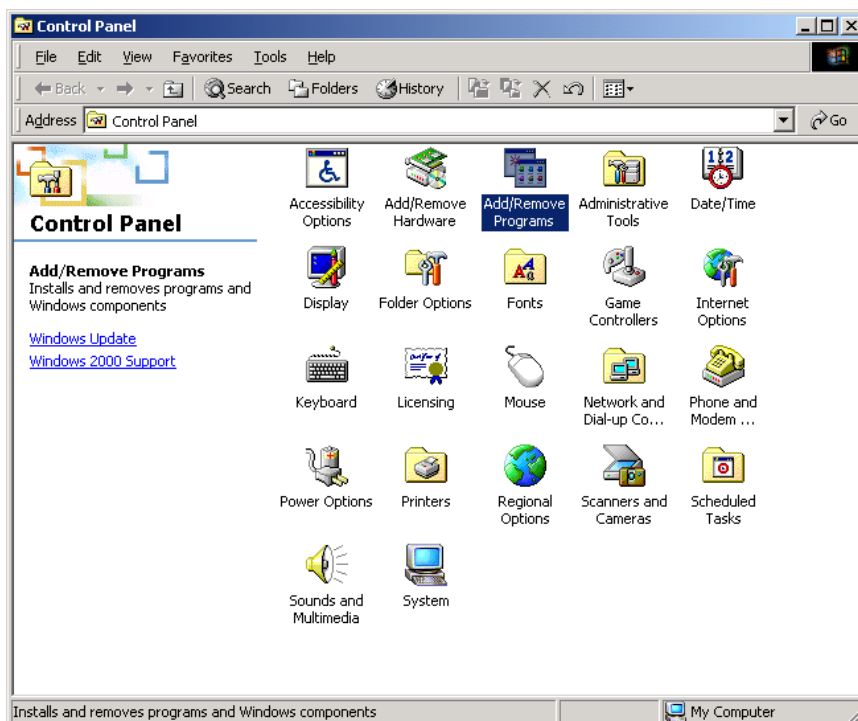 Control Panel
File Edit View Favorites Tools Help
Back Search Folders History
Address Control Panel Go
Control Panel
Add/Remove Programs
Installs and removes programs and
Windows components
Windows Update
Windows 2000 Support
Accessibility Options
Add/Remove Hardware
Add/Remove Programs
Administrative Tools
1 2
Date/Time
Display
Folder Options
Fonts
Game Controllers
Internet Options
Keyboard
Licensing
Mouse
Network and Dial-up Co...
Phone and Modem ...
Power Options
Printers
Regional Options
Scanners and Cameras
Scheduled Tasks
Sounds and Multimedia
System
Installs and removes programs and Windows components My Computer